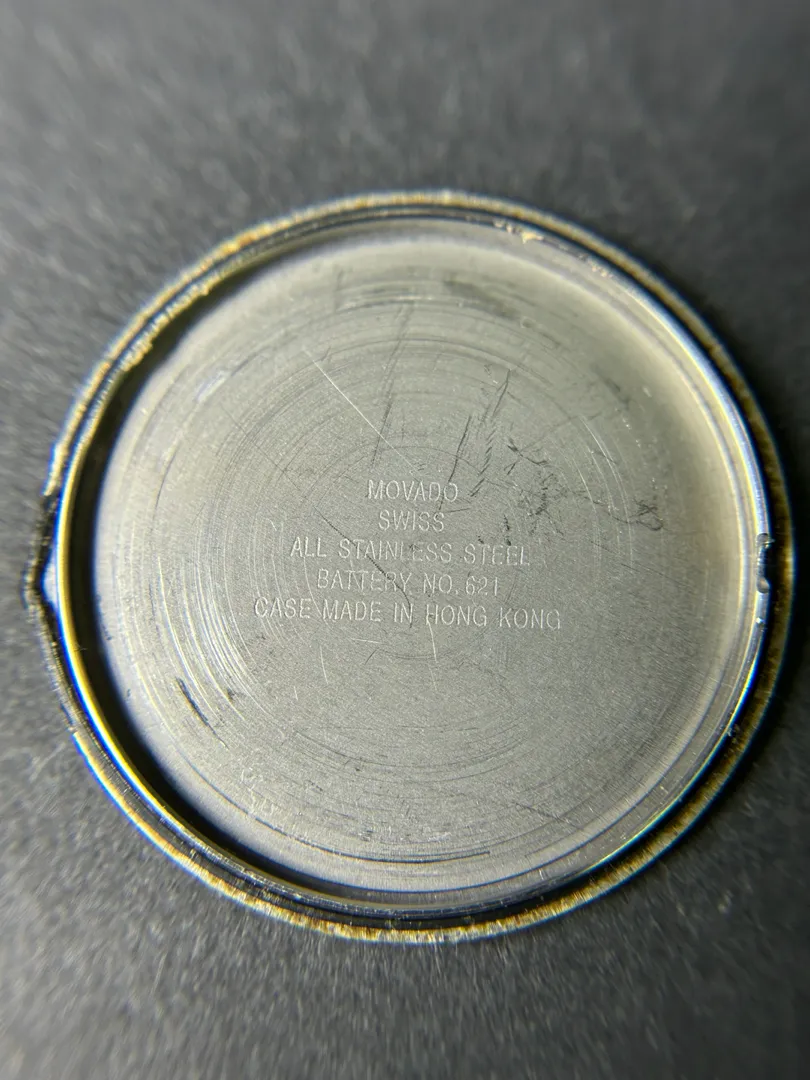 MOVADO
SWISS
ALL STAINLESS STEEL
BATTERY NO. 621
CASE MADE IN HONG KONG